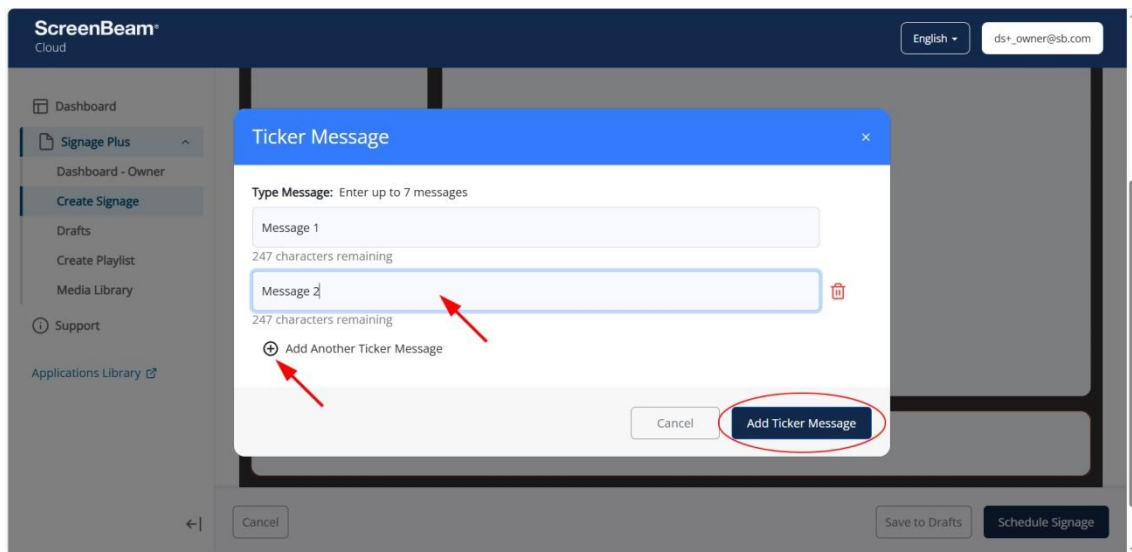 ScreenBeam®
Cloud
English
ds+_owner@sb.com
Dashboard
Signage Plus
Dashboard - Owner
Create Signage
Drafts
Create Playlist
Media Library
Support
Applications Library
Ticker Message
×
Type Message: Enter up to 7 messages
Message 1
247 characters remaining
Message 2
247 characters remaining
Add Another Ticker Message
Cancel
Add Ticker Message
Cancel
Save to Drafts
Schedule Signage